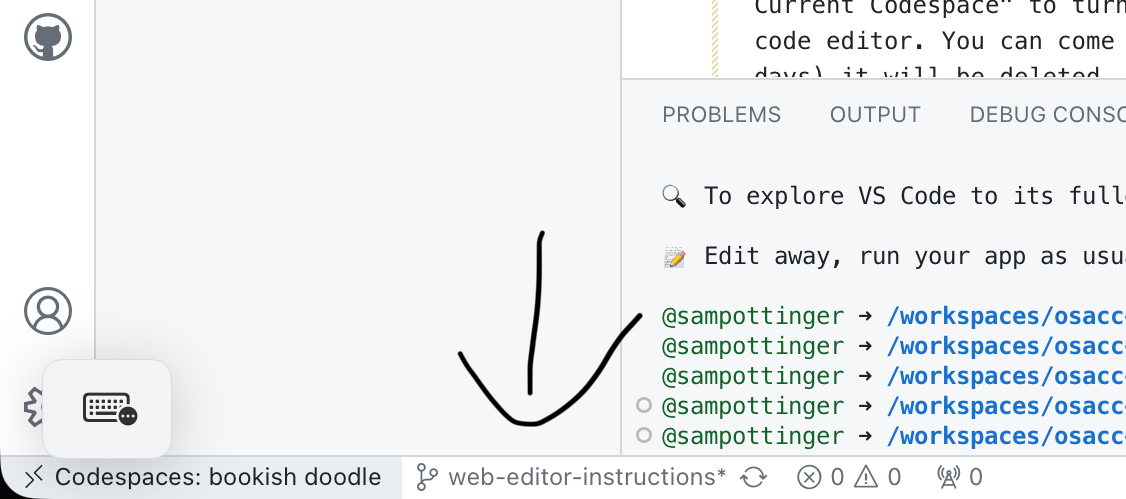 Current Codespace" to turn
code editor. You can come
days) it will be deleted.
PROBLEMS OUTPUT DEBUG CONSO
To explore VS Code to its full
Edit away, run your app as usu
@sampottinger ➜ /workspaces/osacc
@sampottinger ➜ /workspaces/osacc
@sampottinger ➜ /workspaces/osacc
@sampottinger ➜ /workspaces/osacc
@sampottinger ➜ /workspaces/osacc
Codespaces: bookish doodle web-editor-instructions* 0 0 0